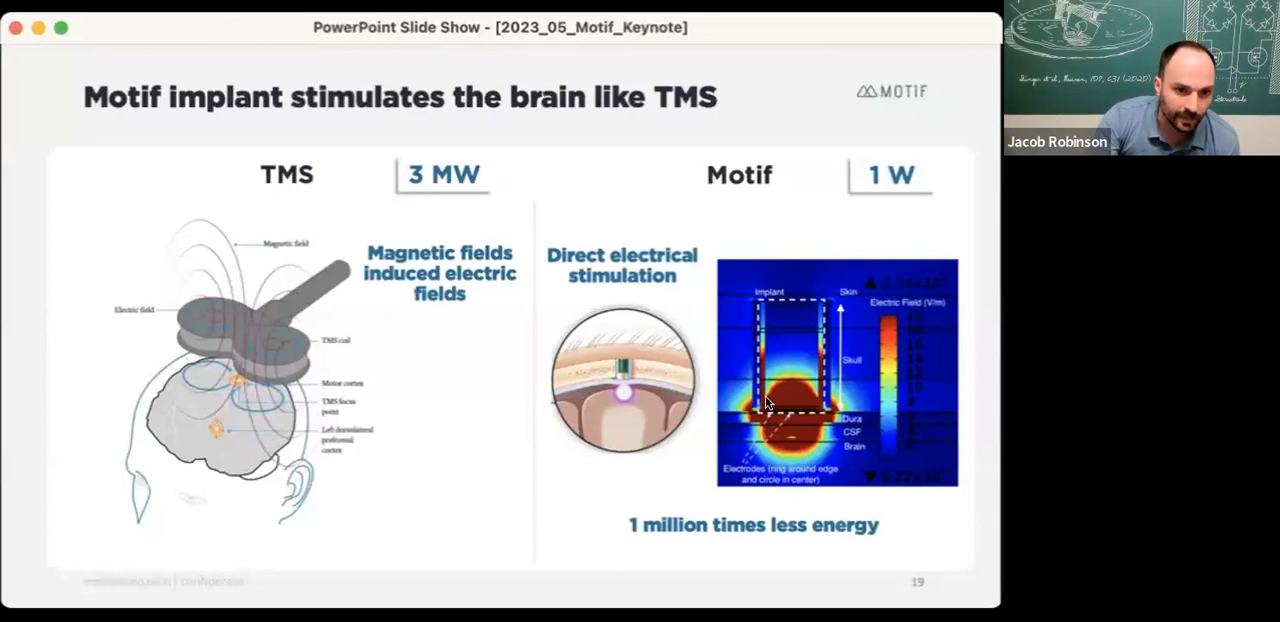 PowerPoint Slide Show - [2023_05_Motif_Keynote]
Motif implant stimulates the brain like TMS
MOTIF
TMS
3 MW
Motif
1 W
Magnetic fields
induced electric
fields
Magnetic field
Electric field
TMS coil
Motor cortex
TMS focus
point
Left dorsolateral
prefrontal
cortex
Direct electrical
stimulation
Implant
Skin
Electric Field (V/m)
Skull
Dura
CSF
Brain
Electrodes (ring around edge
and circle in center)
1 million times less energy
confidential
19
Jacob Robinson